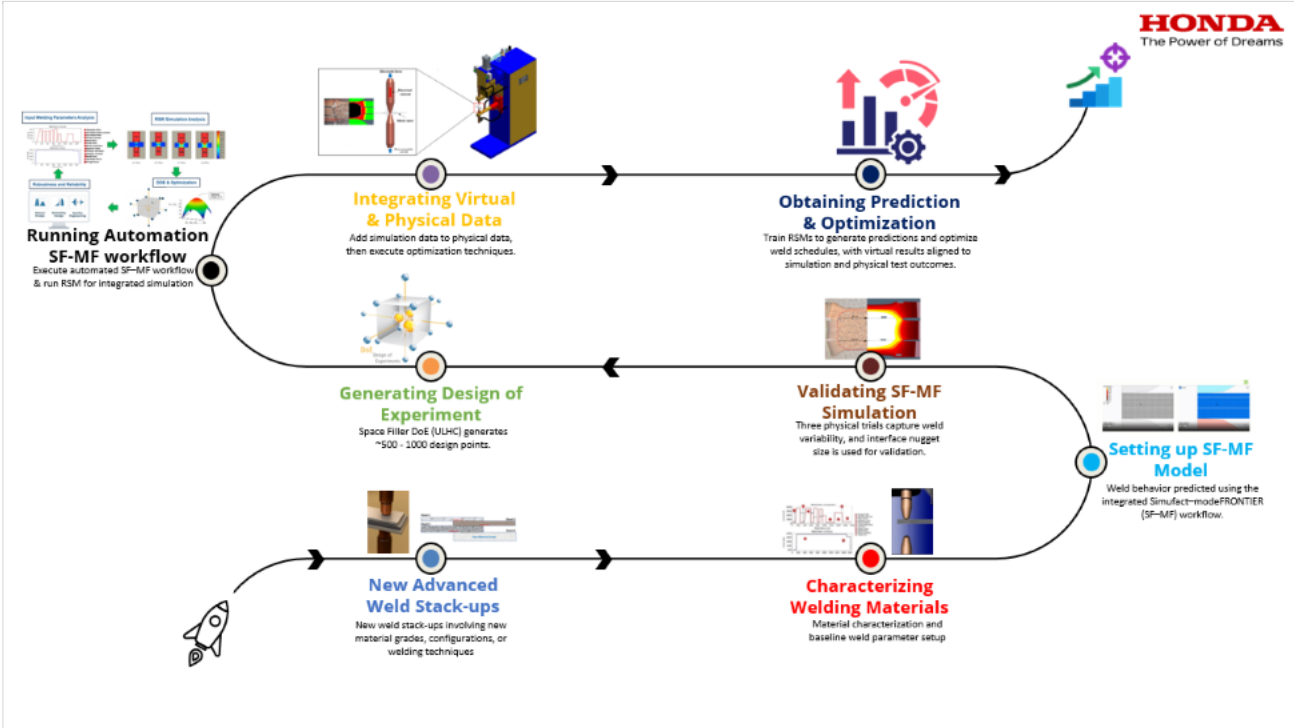 HONDA
The Power of Dreams
Input Welding Parameters Analysis
RSW Simulation Analysis
Robustness and Reliability
DOE & Optimization
Running Automation
SF-MF workflow
Execute automated SF–MF workflow
& run RSM for integrated simulation
Integrating Virtual
& Physical Data
Add simulation data to physical data,
then execute optimization techniques.
Obtaining Prediction
& Optimization
Train RSMs to generate predictions and optimize
weld schedules, with virtual results aligned to
simulation and physical test outcomes.
DoE
Design of
Experiments
Generating Design of
Experiment
Space Filler DoE (ULHC) generates
~500 - 1000 design points.
Validating SF-MF
Simulation
Three physical trials capture weld
variability, and interface nugget
size is used for validation.
Setting up SF-MF
Model
Weld behavior predicted using the
integrated Simufact–modeFRONTIER
(SF–MF) workflow.
New Advanced
Weld Stack-ups
New weld stack-ups involving new
material grades, configurations, or
welding techniques
Characterizing
Welding Materials
Material characterization and
baseline weld parameter setup